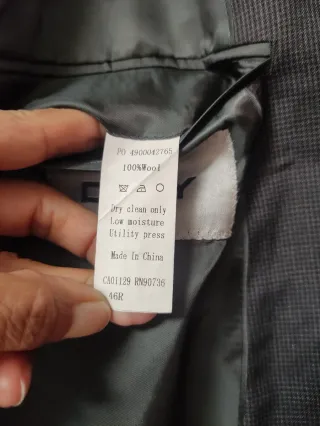 PO 4900042765
100%Wool
Dry clean only
Low moisture
Utility press
Made In China
CA01129 RN90736
46R